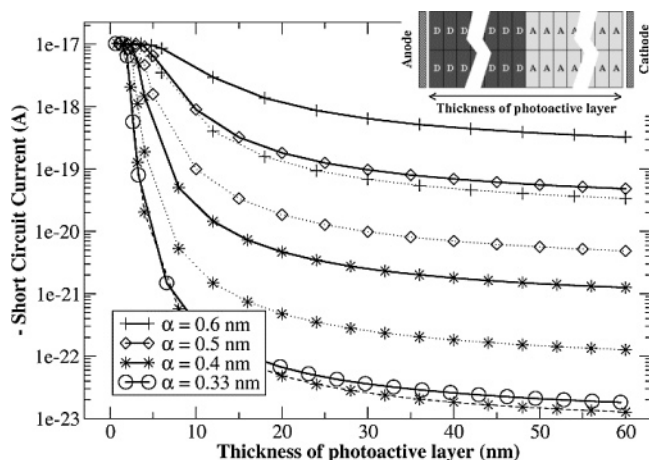 Anode
D D D D D A A A A A A
D D D D D A A A A A A
Cathode
Thickness of photoactive layer
- Short Circuit Current (A)
1e-17
1e-18
1e-19
1e-20
1e-21
1e-22
1e-23
α = 0.6 nm
α = 0.5 nm
α = 0.4 nm
α = 0.33 nm
0 10 20 30 40 50 60
Thickness of photoactive layer (nm)